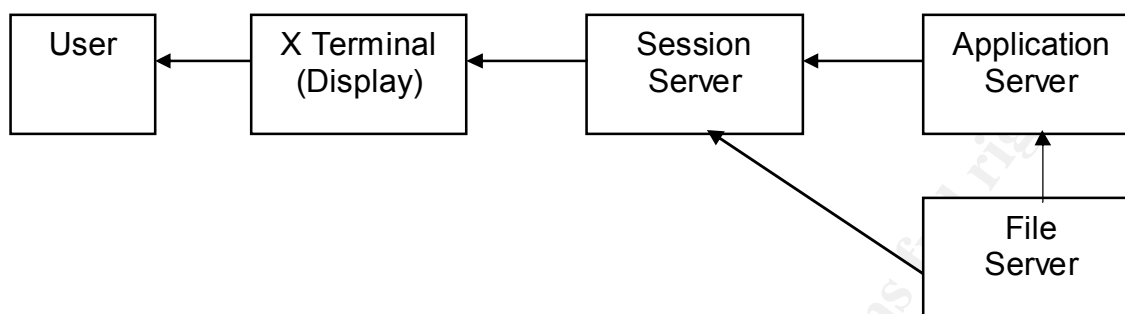 User
X Terminal
(Display)
Session
Server
Application
Server
File
Server